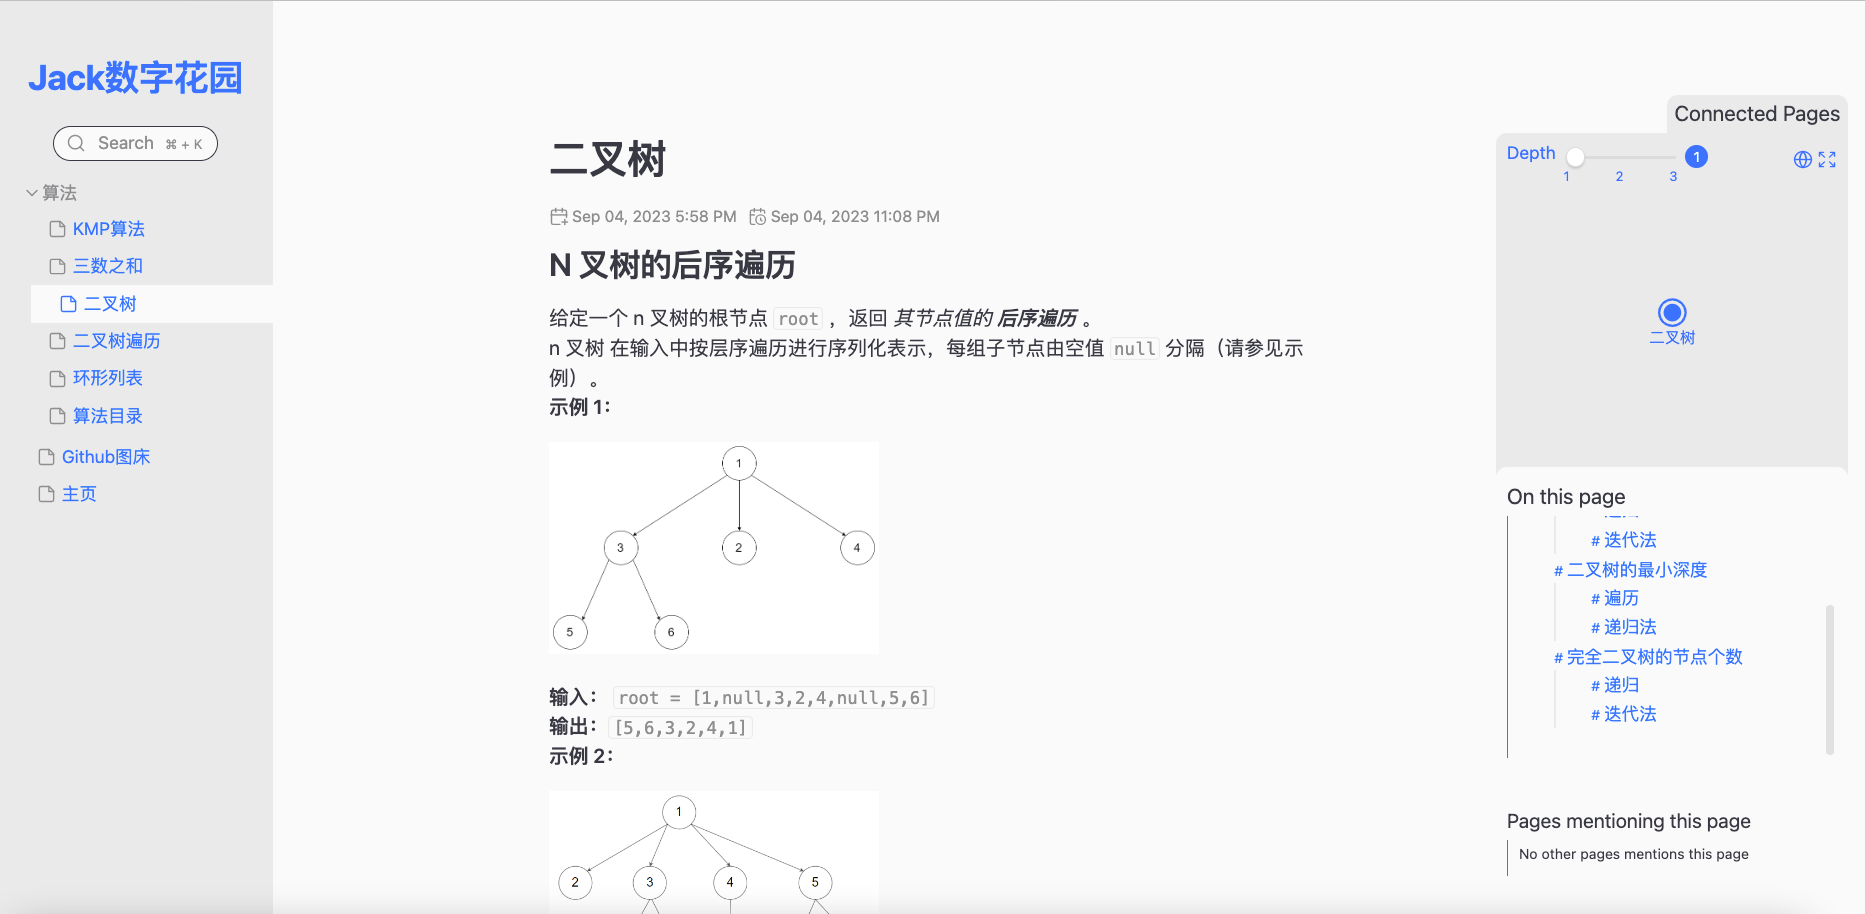 Jack数字花园
Search ⌘ + K
算法
KMP算法
三数之和
二叉树
二叉树遍历
环形列表
算法目录
Github图床
主页
二叉树
Sep 04, 2023 5:58 PM Sep 04, 2023 11:08 PM
N 叉树的后序遍历
给定一个 n 叉树的根节点 root ，返回 其节点值的 后序遍历 。
n 叉树 在输入中按层序遍历进行序列化表示，每组子节点由空值 null 分隔（请参见示
例）。
示例 1：
1
3 2 4
5 6
输入： root = [1,null,3,2,4,null,5,6]
输出： [5,6,3,2,4,1]
示例 2：
1
2 3 4 5
Connected Pages
Depth 1
1 2 3
二叉树
On this page
# 迭代法
# 二叉树的最小深度
# 遍历
# 递归法
# 完全二叉树的节点个数
# 递归
# 迭代法
Pages mentioning this page
No other pages mentions this page